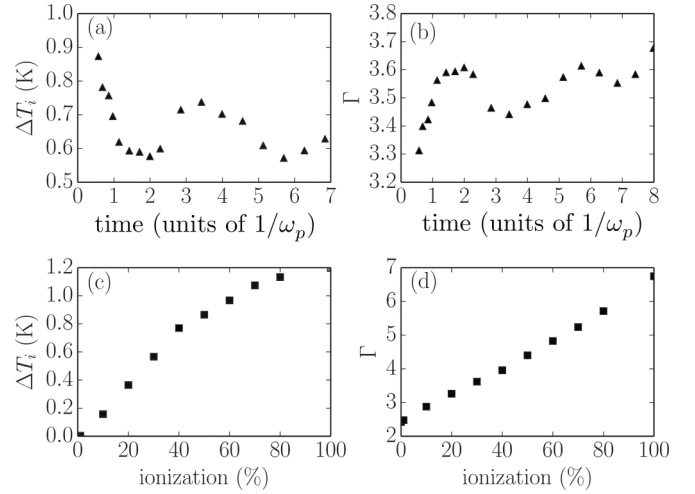 (a)
1.0
0.9
0.8
0.7
0.6
0.5
ΔT_i (K)
0 1 2 3 4 5 6 7
time (units of 1/ω_p)
(b)
3.8
3.7
3.6
3.5
3.4
3.3
3.2
Γ
0 1 2 3 4 5 6 7 8
time (units of 1/ω_p)
(c)
1.2
1.0
0.8
0.6
0.4
0.2
0.0
ΔT_i (K)
0 20 40 60 80 100
ionization (%)
(d)
7
6
5
4
3
2
Γ
0 20 40 60 80 100
ionization (%)